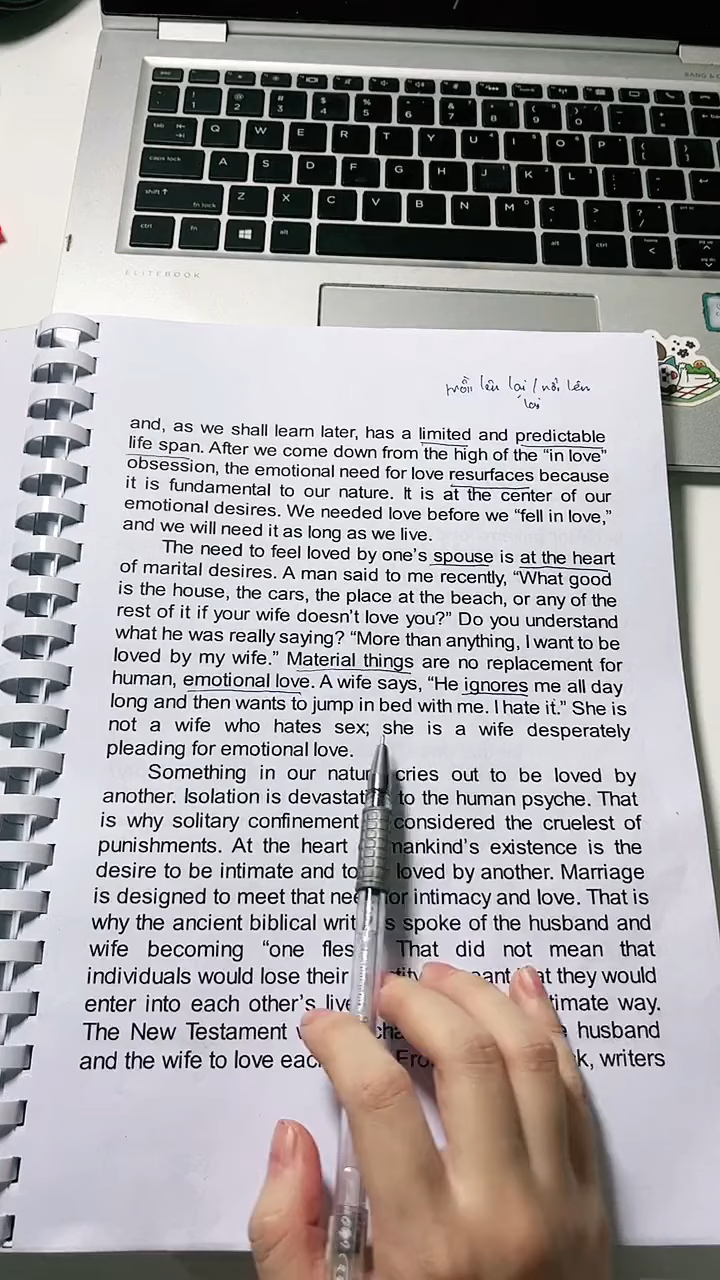 ELITEBOOK
trồi lên lại / nổi lên
lại
and, as we shall learn later, has a limited and predictable
life span. After we come down from the high of the “in love”
obsession, the emotional need for love resurfaces because
it is fundamental to our nature. It is at the center of our
emotional desires. We needed love before we “fell in love,”
and we will need it as long as we live.
The need to feel loved by one’s spouse is at the heart
of marital desires. A man said to me recently, “What good
is the house, the cars, the place at the beach, or any of the
rest of it if your wife doesn’t love you?” Do you understand
what he was really saying? “More than anything, I want to be
loved by my wife.” Material things are no replacement for
human, emotional love. A wife says, “He ignores me all day
long and then wants to jump in bed with me. I hate it.” She is
not a wife who hates sex; she is a wife desperately
pleading for emotional love.
Something in our natur cries out to be loved by
another. Isolation is devastat to the human psyche. That
is why solitary confinement considered the cruelest of
punishments. At the heart mankind’s existence is the
desire to be intimate and to loved by another. Marriage
is designed to meet that nee or intimacy and love. That is
why the ancient biblical writ s spoke of the husband and
wife becoming “one fles That did not mean that
individuals would lose their tity ant at they would
enter into each other’s live timate way.
The New Testament cha husband
and the wife to love eac Fro k, writers